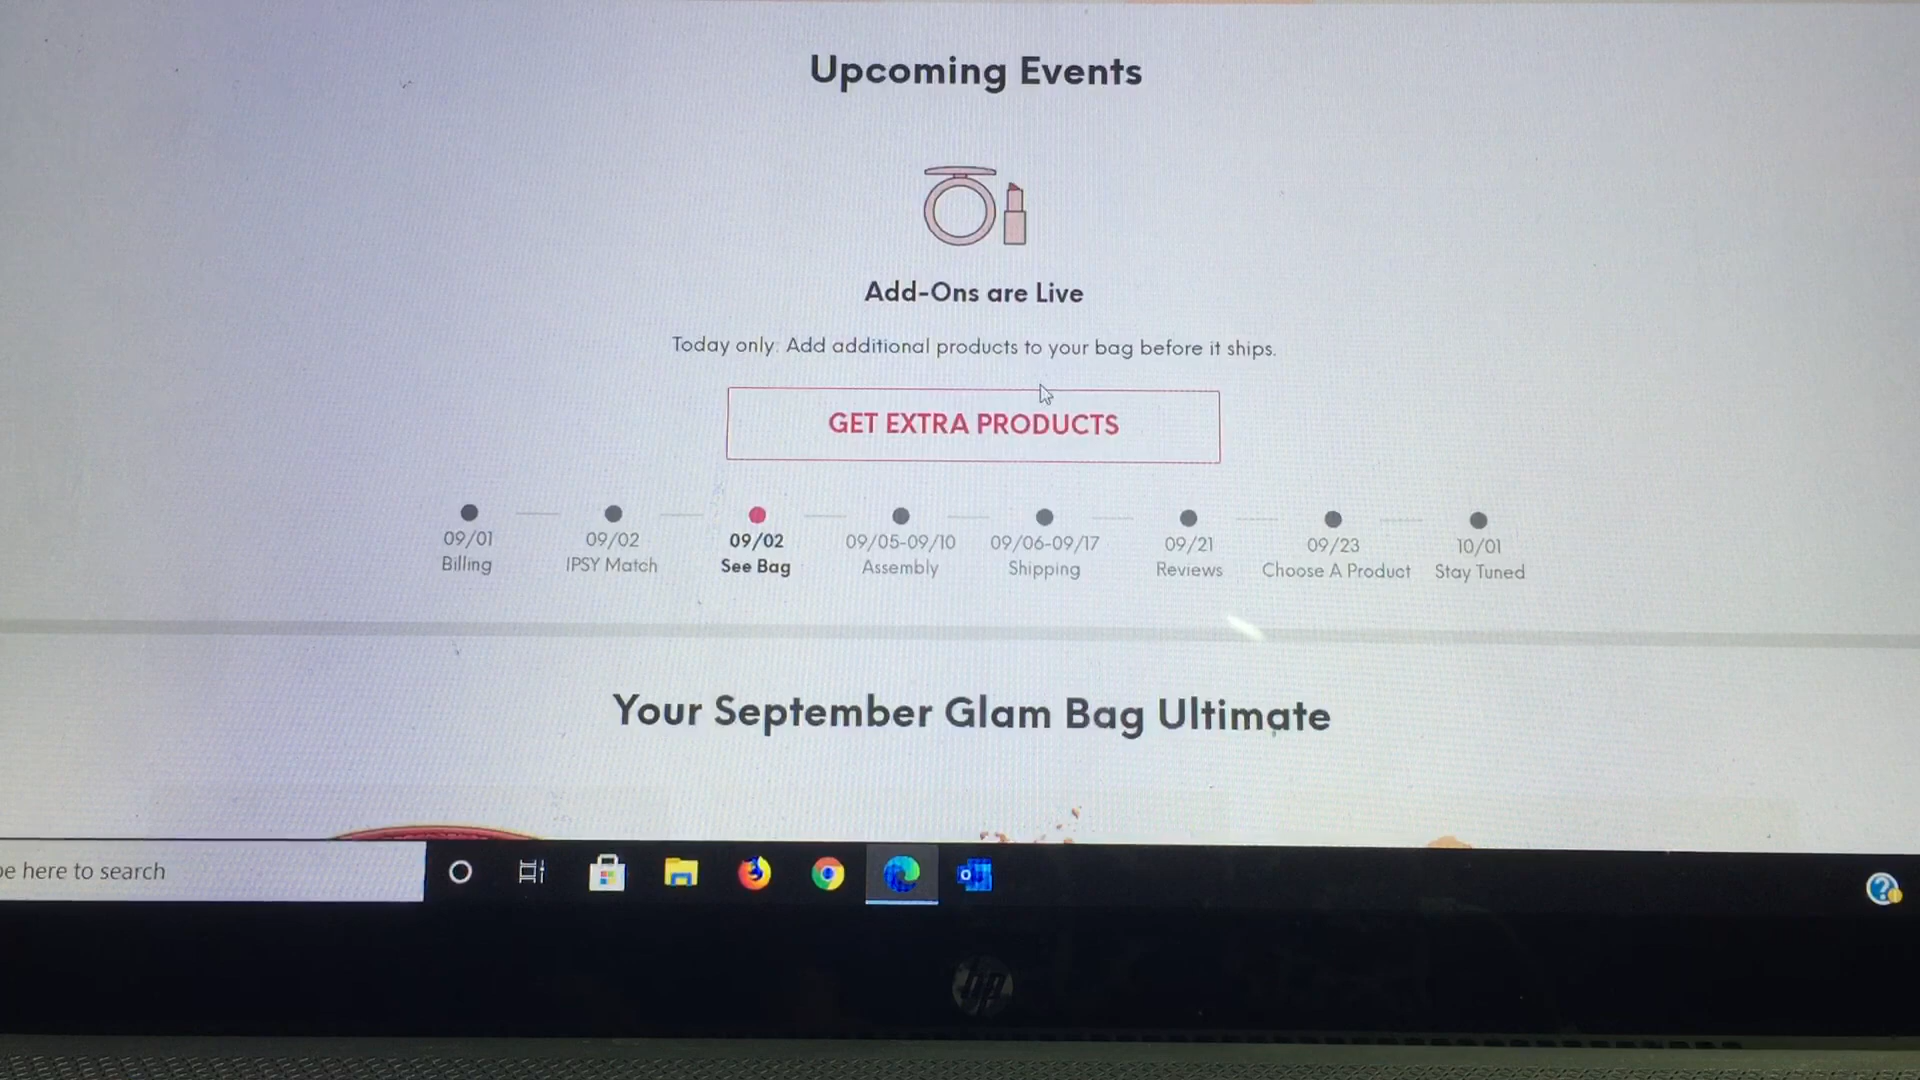 Upcoming Events
Add-Ons are Live
Today only: Add additional products to your bag before it ships.
GET EXTRA PRODUCTS
09/01 09/02 09/02 09/05-09/10 09/06-09/17 09/21 09/23 10/01
Billing IPSY Match See Bag Assembly Shipping Reviews Choose A Product Stay Tuned
Your September Glam Bag Ultimate
e here to search
hp